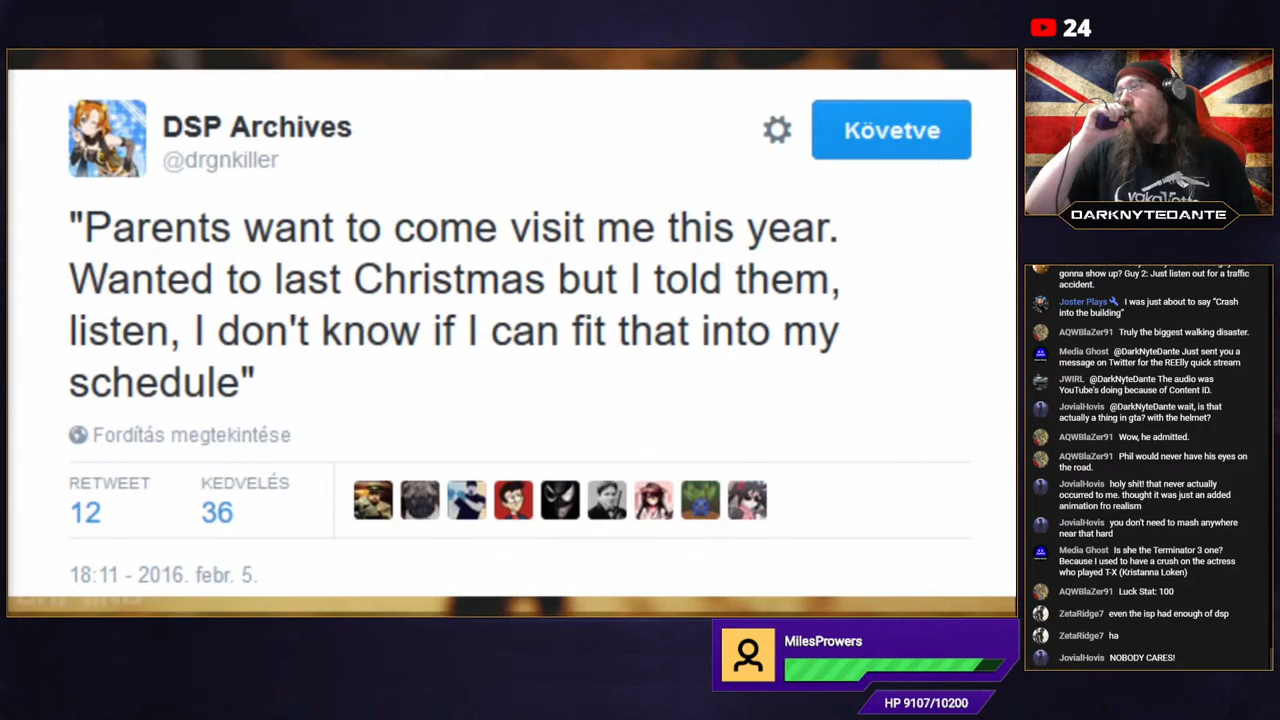 24
DSP Archives
@drgnkiller
Követve
"Parents want to come visit me this year.
Wanted to last Christmas but I told them,
listen, I don't know if I can fit that into my
schedule"
Fordítás megtekintése
RETWEET KEDVELÉS
12 36
18:11 - 2016. febr. 5.
DARKNYTEDANTE
gonna show up? Guy 2: Just listen out for a traffic
accident.
Joster Plays I was just about to say "Crash
into the building"
AQWBlaZer91 Truly the biggest walking disaster.
Media Ghost @DarkNyteDante Just sent you a
message on Twitter for the REElly quick stream
JWIRL @DarkNyteDante The audio was
YouTube's doing because of Content ID.
JovialHovis @DarkNyteDante wait, is that
actually a thing in gta? with the helmet?
AQWBlaZer91 Wow, he admitted.
AQWBlaZer91 Phil would never have his eyes on
the road.
JovialHovis holy shit! that never actually
occurred to me. thought it was just an added
animation fro realism
JovialHovis you don't need to mash anywhere
near that hard
Media Ghost Is she the Terminator 3 one?
Because I used to have a crush on the actress
who played T-X (Kristanna Loken)
AQWBlaZer91 Luck Stat: 100
ZetaRidge7 even the isp had enough of dsp
ZetaRidge7 ha
JovialHovis NOBODY CARES!
MilesProwers
HP 9107/10200